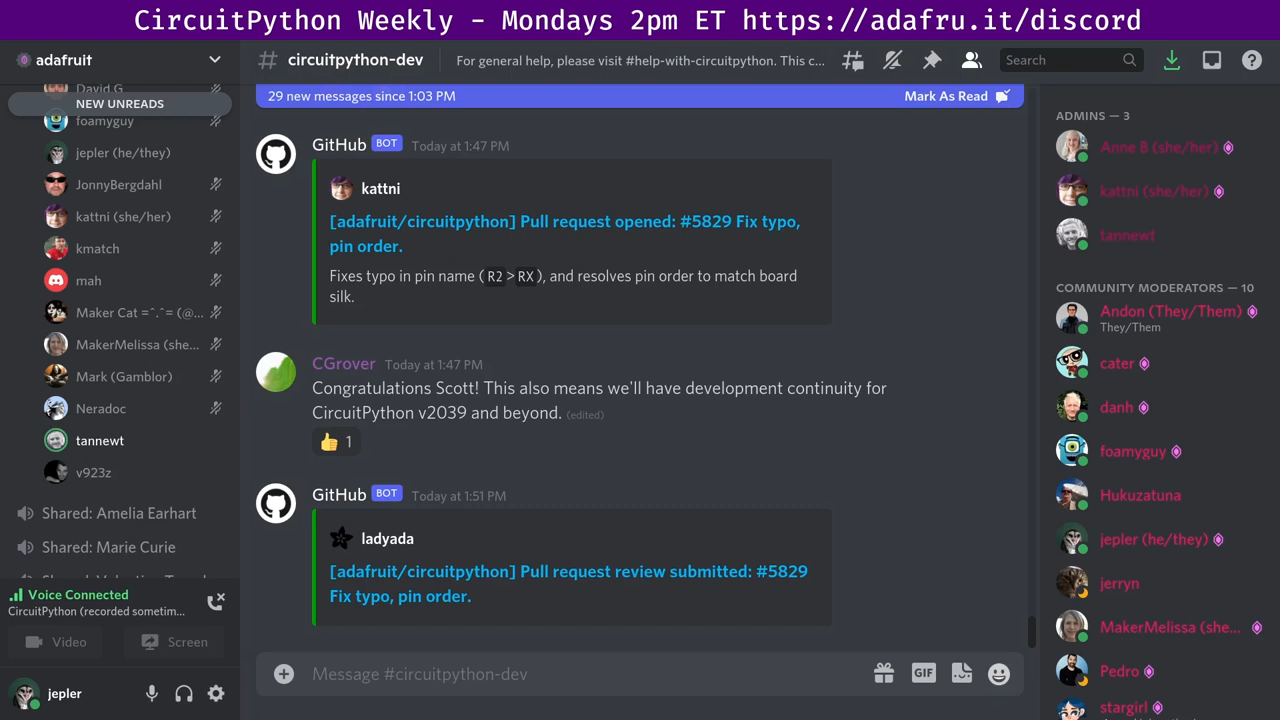 CircuitPython Weekly – Mondays 2pm ET https://adafru.it/discord
adafruit
David G
NEW UNREADS
foamyguy
jepler (he/they)
JonnyBergdahl
kattni (she/her)
kmatch
mah
Maker Cat =^.^= (@...
MakerMelissa (she...
Mark (Gamblor)
Neradoc
tannewt
v923z
Shared: Amelia Earhart
Shared: Marie Curie
Voice Connected
CircuitPython (recorded sometim...
Video
Screen
jepler
# circuitpython-dev
For general help, please visit #help-with-circuitpython. This c...
Search
29 new messages since 1:03 PM
Mark As Read
GitHub BOT Today at 1:47 PM
kattni
[adafruit/circuitpython] Pull request opened: #5829 Fix typo,
pin order.
Fixes typo in pin name ( R2 > RX ), and resolves pin order to match board
silk.
CGrover Today at 1:47 PM
Congratulations Scott! This also means we'll have development continuity for
CircuitPython v2039 and beyond. (edited)
1
GitHub BOT Today at 1:51 PM
ladyada
[adafruit/circuitpython] Pull request review submitted: #5829
Fix typo, pin order.
Message #circuitpython-dev
GIF
ADMINS — 3
Anne B (she/her)
kattni (she/her)
tannewt
COMMUNITY MODERATORS — 10
Andon (They/Them)
They/Them
cater
danh
foamyguy
Hukuzatuna
jepler (he/they)
jerryn
MakerMelissa (she...
Pedro
stargirl